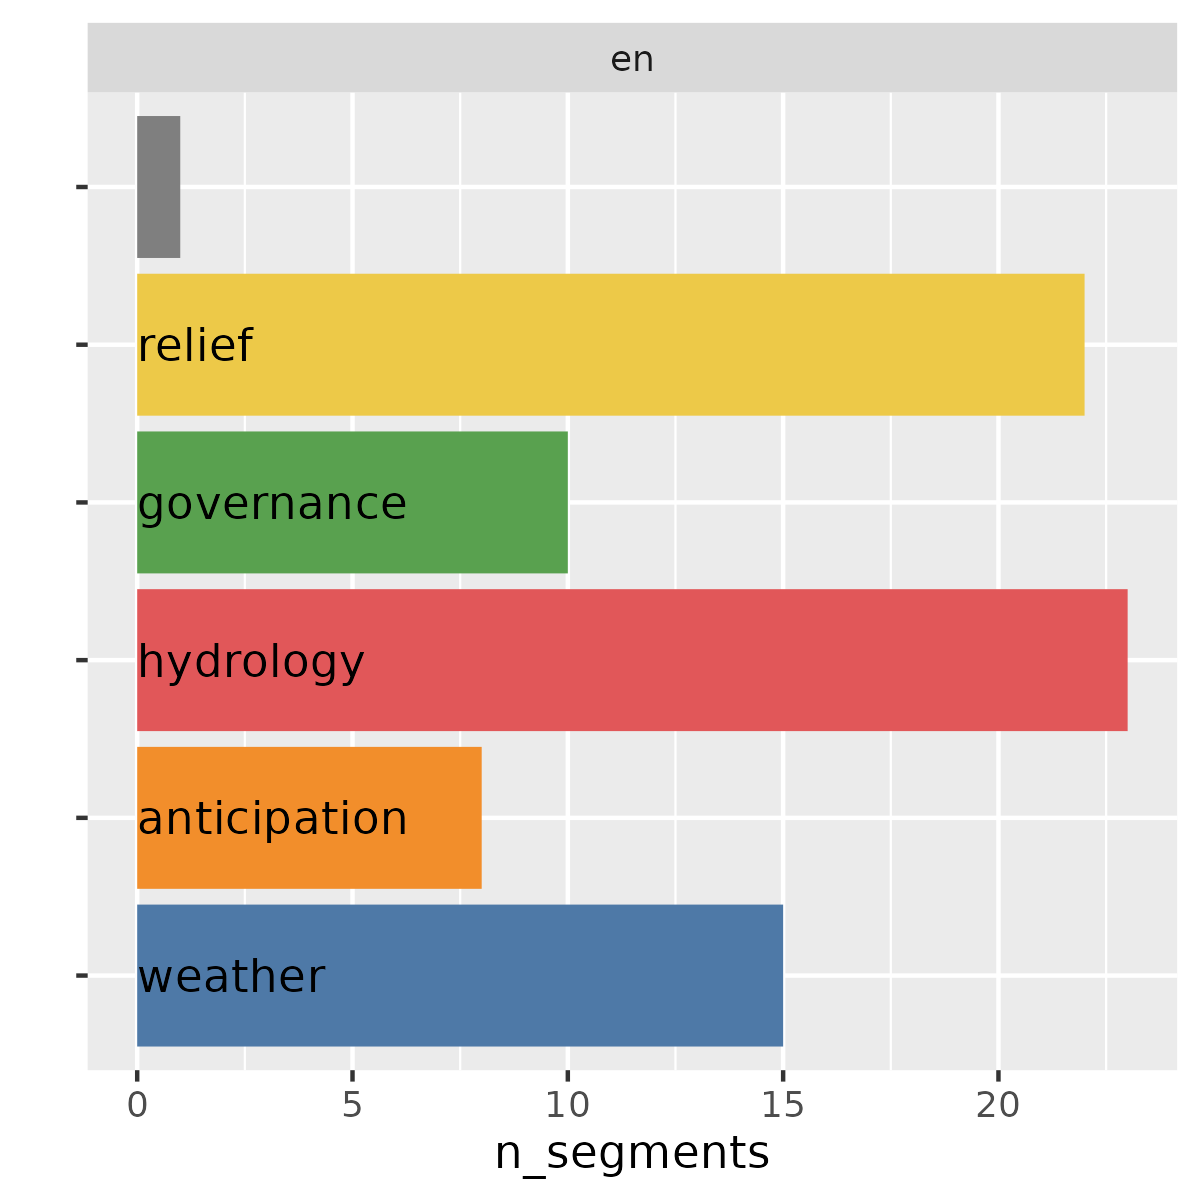 en
relief
governance
hydrology
anticipation
weather
0 5 10 15 20
n_segments